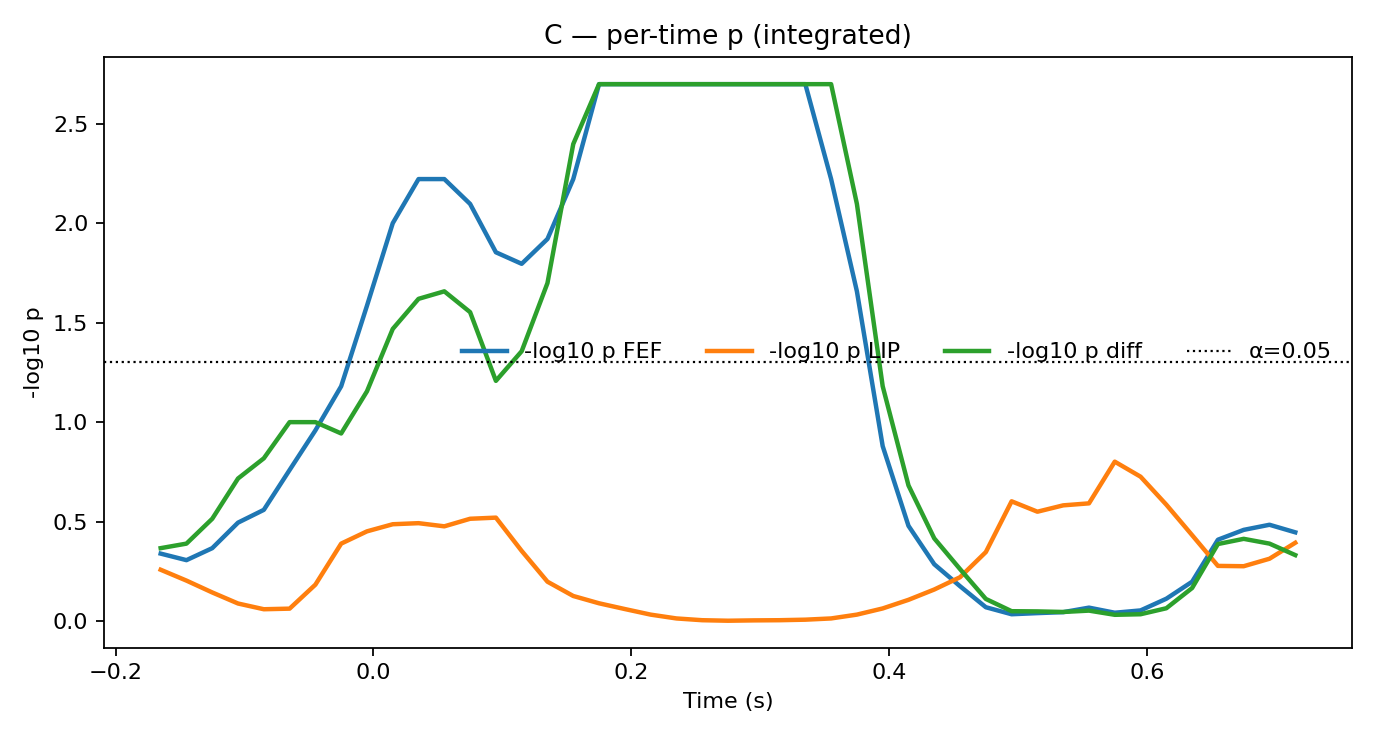 C — per-time p (integrated)
-log10 p
2.5
2.0
1.5
1.0
0.5
0.0
-log10 p FEF
-log10 p LIP
-log10 p diff
α=0.05
−0.2
0.0
0.2
0.4
0.6
Time (s)